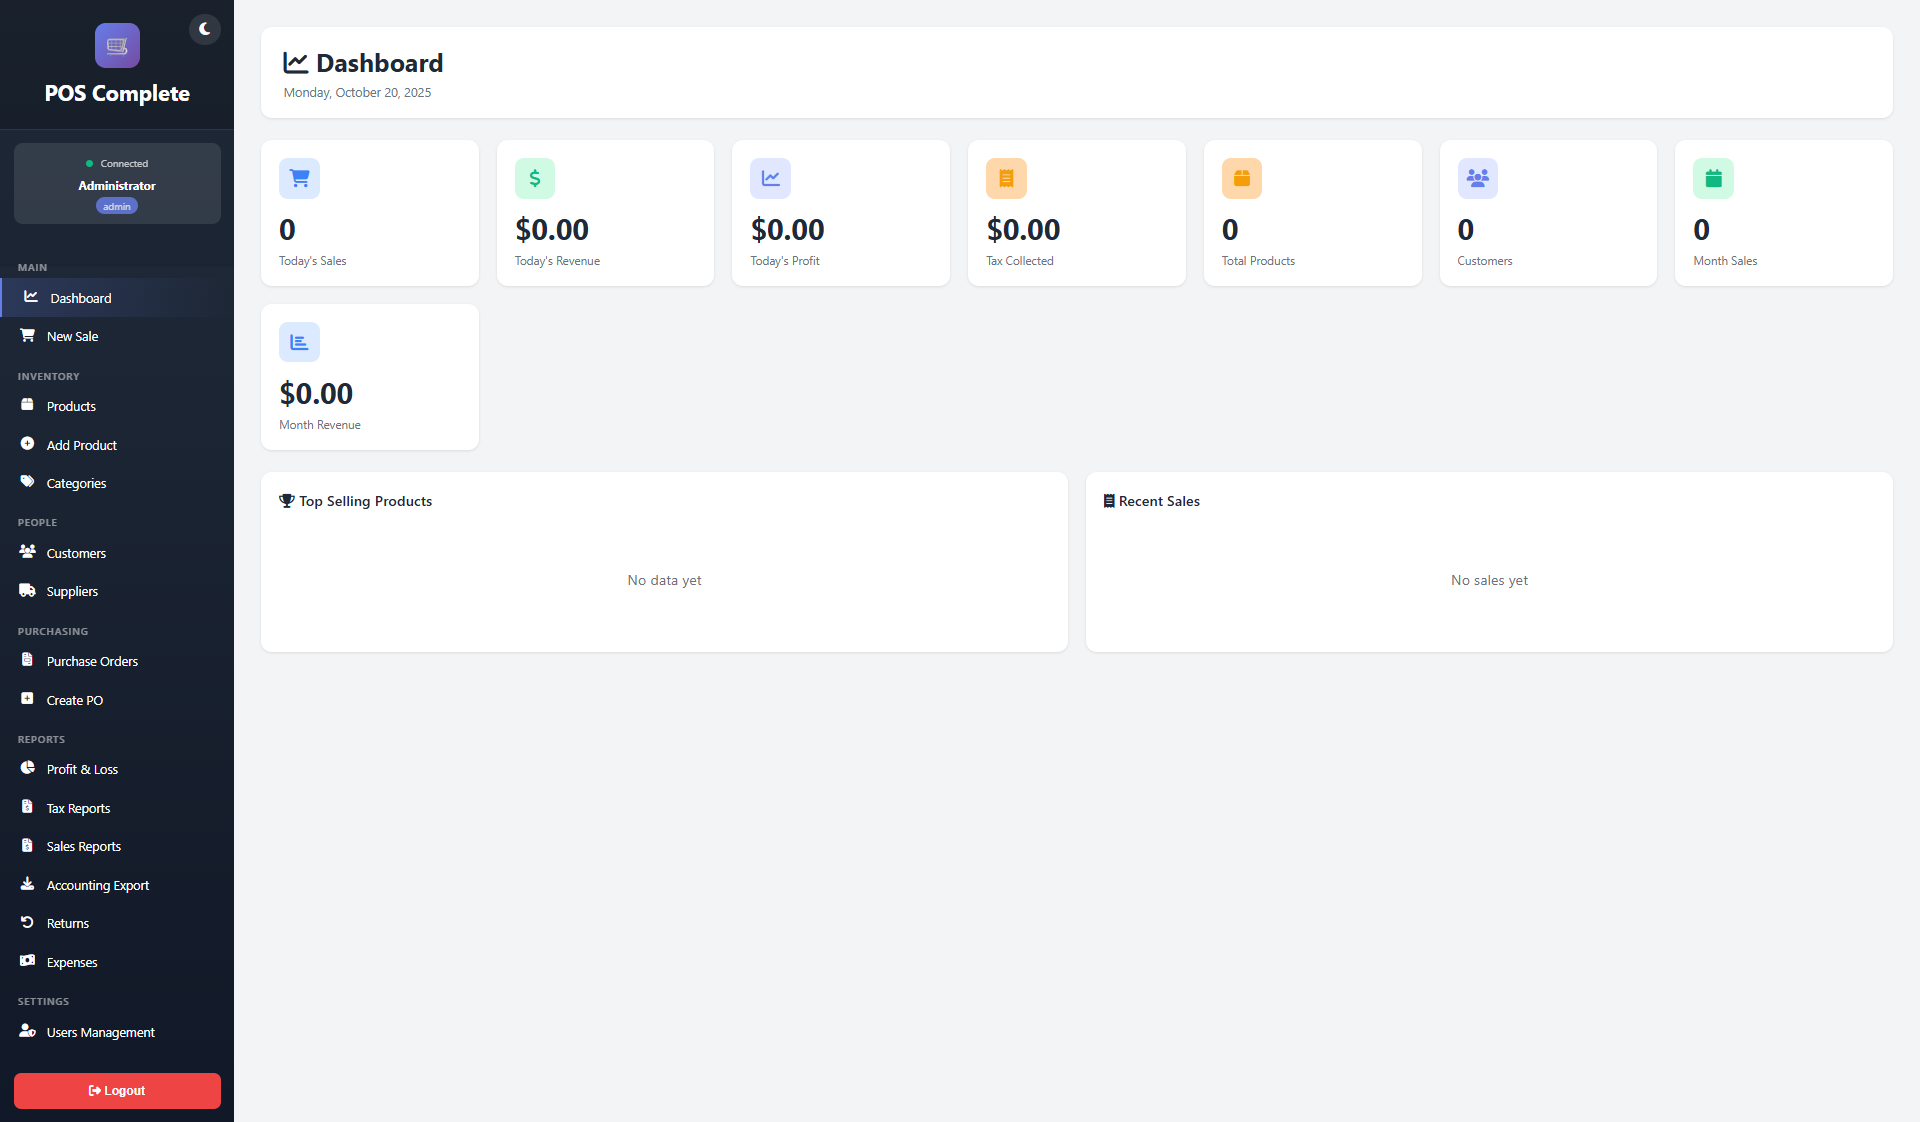 POS Complete
Connected
Administrator
admin
MAIN
Dashboard
New Sale
INVENTORY
Products
Add Product
Categories
PEOPLE
Customers
Suppliers
PURCHASING
Purchase Orders
Create PO
REPORTS
Profit & Loss
Tax Reports
Sales Reports
Accounting Export
Returns
Expenses
SETTINGS
Users Management
Logout
Dashboard
Monday, October 20, 2025
0
Today's Sales
$0.00
Today's Revenue
$0.00
Today's Profit
$0.00
Tax Collected
0
Total Products
0
Customers
0
Month Sales
$0.00
Month Revenue
Top Selling Products
No data yet
Recent Sales
No sales yet